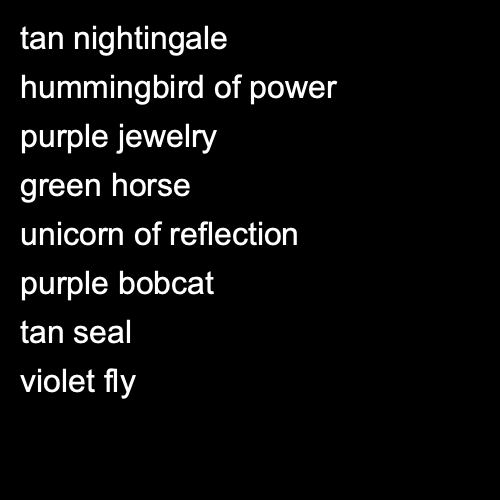 tan nightingale
hummingbird of power
purple jewelry
green horse
unicorn of reflection
purple bobcat
tan seal
violet fly